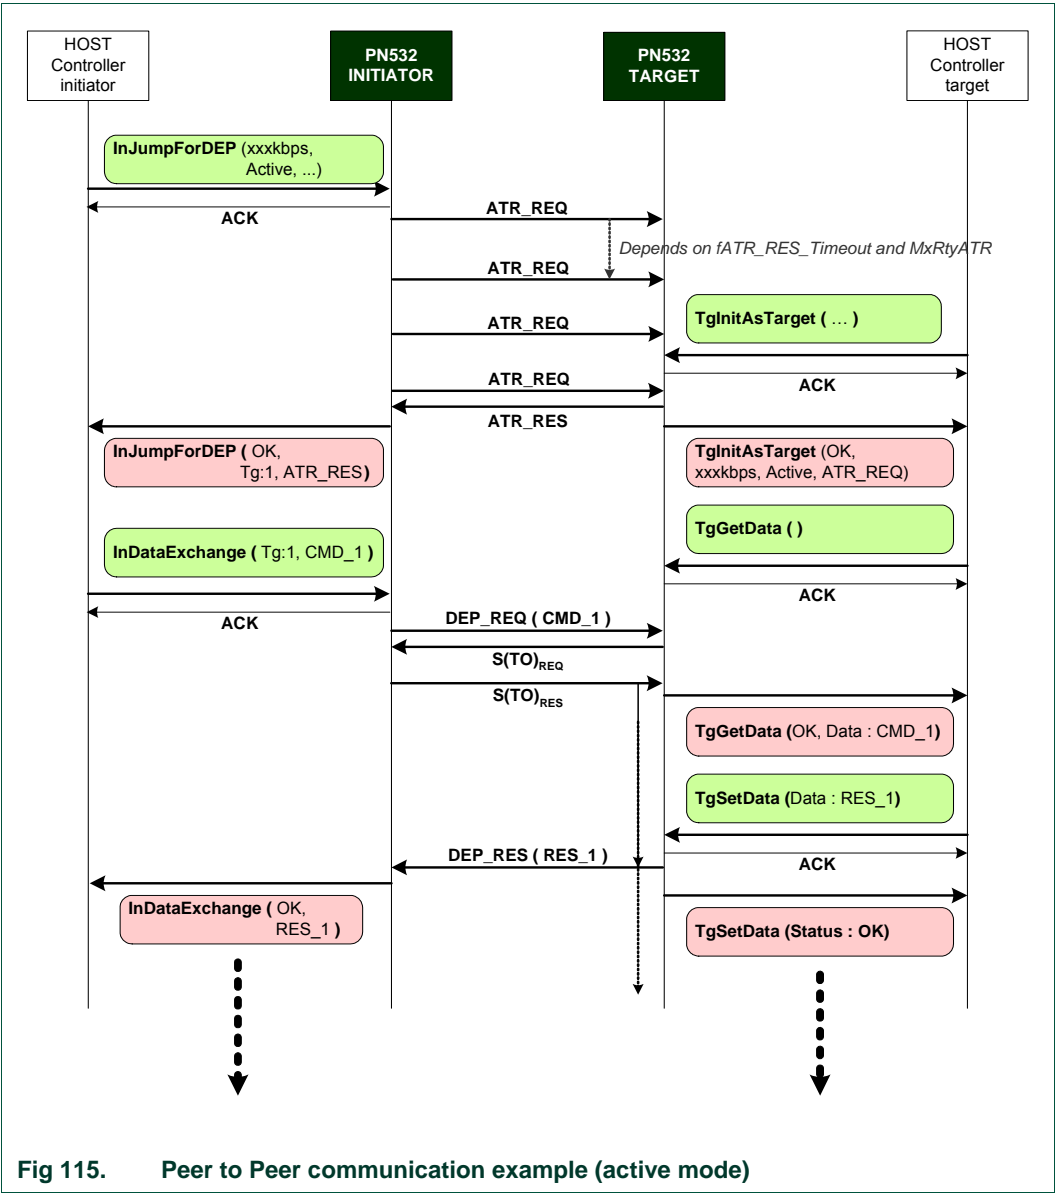 HOST
Controller
initiator
PN532
INITIATOR
PN532
TARGET
HOST
Controller
target
InJumpForDEP (xxxkbps,
Active, ...)
ACK
ATR_REQ
Depends on fATR_RES_Timeout and MxRtyATR
ATR_REQ
ATR_REQ
TgInitAsTarget ( ... )
ATR_REQ
ACK
ATR_RES
InJumpForDEP ( OK,
Tg:1, ATR_RES)
TgInitAsTarget (OK,
xxxkbps, Active, ATR_REQ)
TgGetData ( )
InDataExchange ( Tg:1, CMD_1 )
ACK
ACK
DEP_REQ ( CMD_1 )
S(TO)REQ
S(TO)RES
TgGetData (OK, Data : CMD_1)
TgSetData (Data : RES_1)
DEP_RES ( RES_1 )
ACK
InDataExchange ( OK,
RES_1 )
TgSetData (Status : OK)
Fig 115. Peer to Peer communication example (active mode)